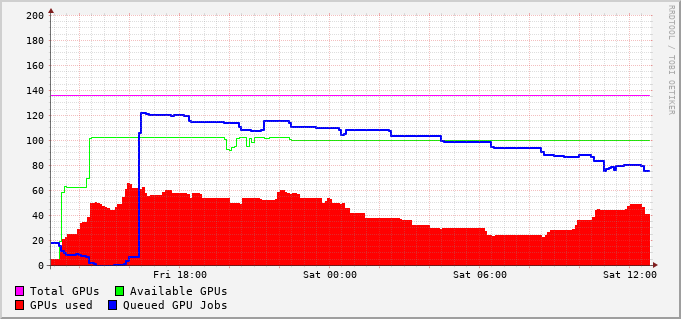 200
180
160
140
120
100
80
60
40
20
0
Fri 18:00 Sat 00:00 Sat 06:00 Sat 12:00
Total GPUs Available GPUs
GPUs used Queued GPU Jobs
RRDTOOL / TOBI OETIKER